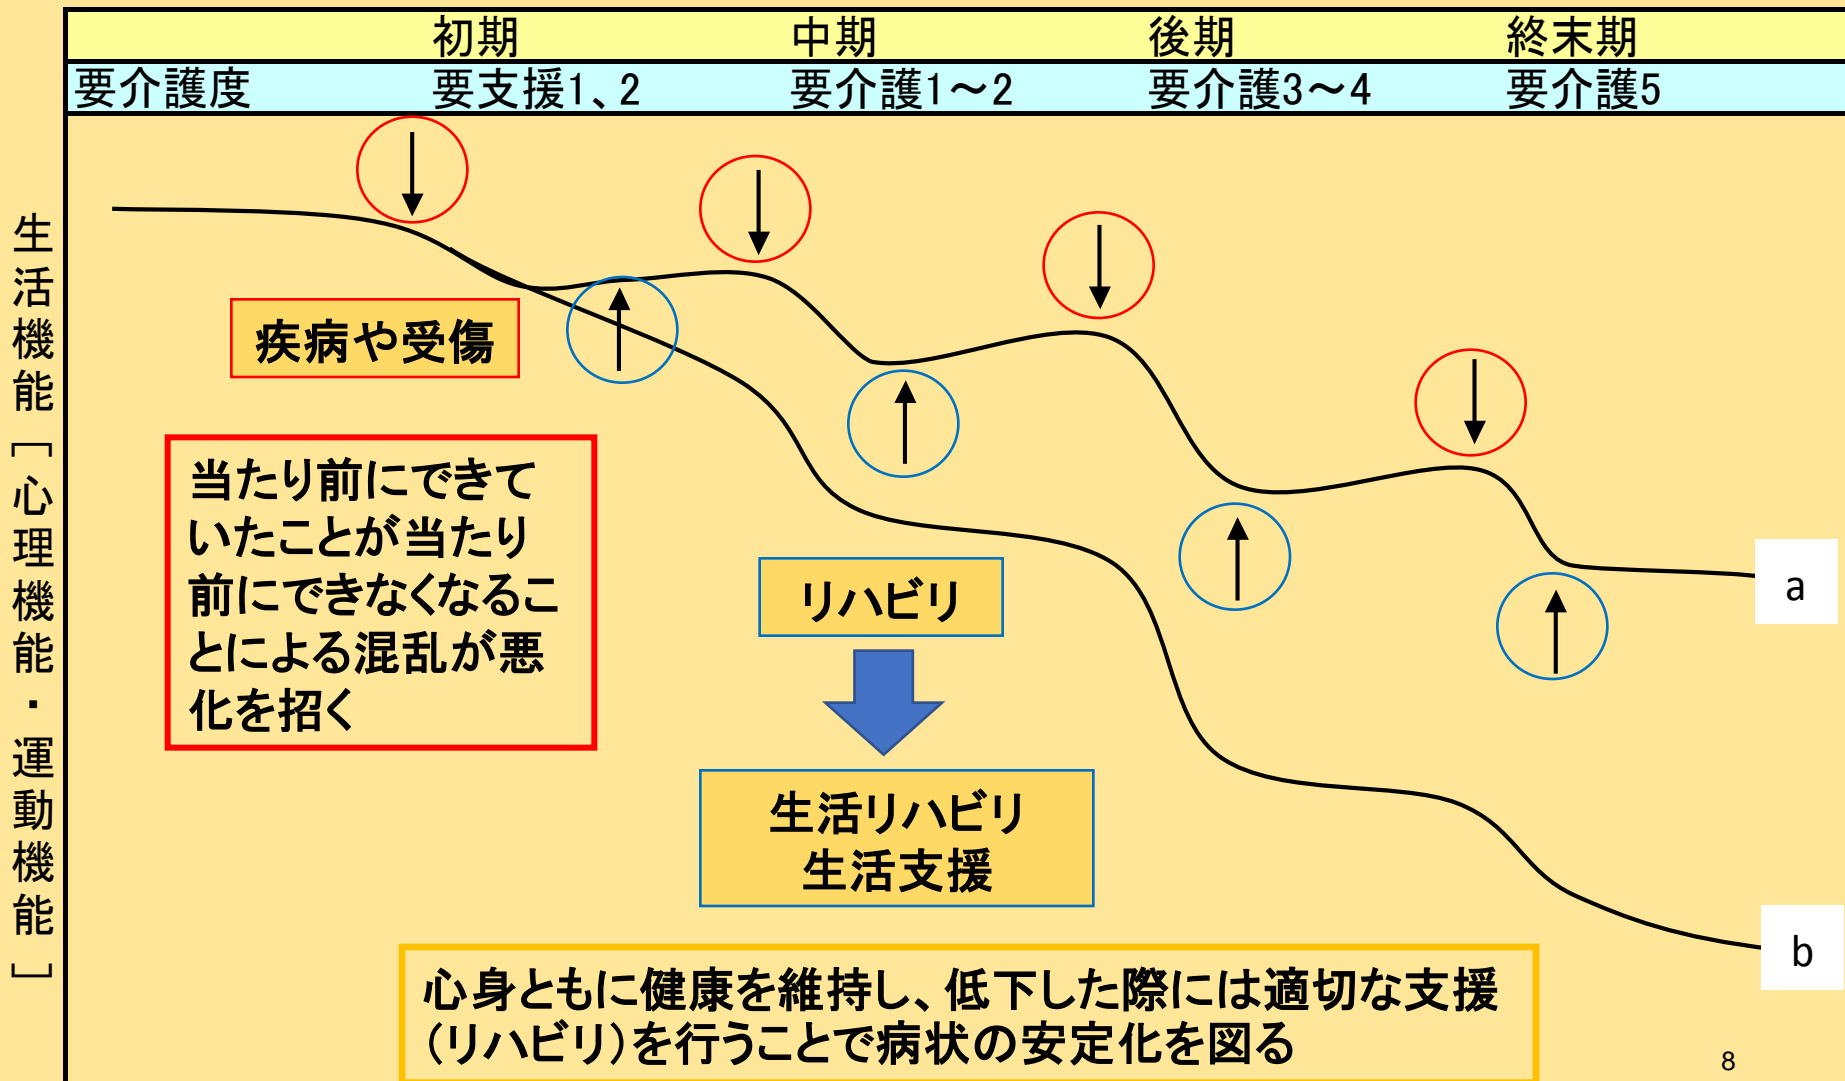 初期 中期 後期 終末期
要介護度 要支援1、2 要介護1～2 要介護3～4 要介護5
生活機能［心理機能・運動機能］
疾病や受傷
当たり前にできて
いたことが当たり
前にできなくなるこ
とによる混乱が悪
化を招く
リハビリ
生活リハビリ
生活支援
a
b
心身ともに健康を維持し、低下した際には適切な支援
（リハビリ）を行うことで病状の安定化を図る
8